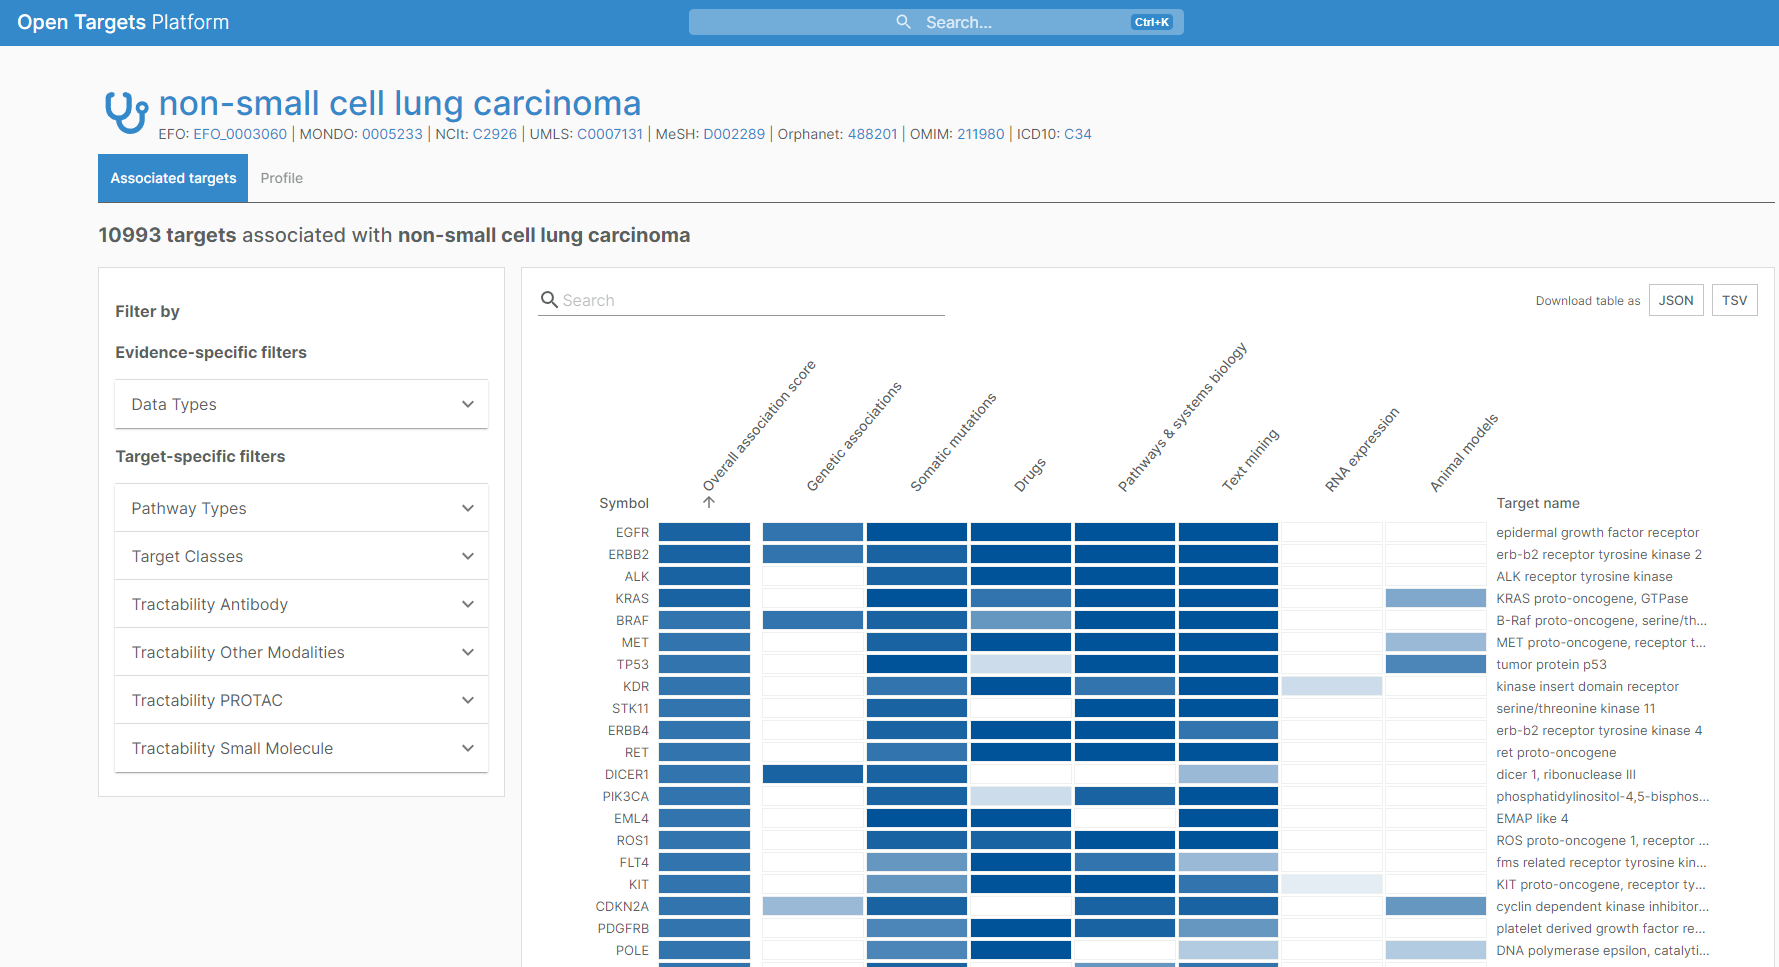 Open Targets Platform
Search...
Ctrl+K
non-small cell lung carcinoma
EFO: EFO_0003060 | MONDO: 0005233 | NCIt: C2926 | UMLS: C0007131 | MeSH: D002289 | Orphanet: 488201 | OMIM: 211980 | ICD10: C34
Associated targets
Profile
10993 targets associated with non-small cell lung carcinoma
Filter by
Evidence-specific filters
Data Types
Target-specific filters
Pathway Types
Target Classes
Tractability Antibody
Tractability Other Modalities
Tractability PROTAC
Tractability Small Molecule
Search
Download table as
JSON
TSV
Symbol
Overall association score
Genetic associations
Somatic mutations
Drugs
Pathways & systems biology
Text mining
RNA expression
Animal models
Target name
EGFR epidermal growth factor receptor
ERBB2 erb-b2 receptor tyrosine kinase 2
ALK ALK receptor tyrosine kinase
KRAS KRAS proto-oncogene, GTPase
BRAF B-Raf proto-oncogene, serine/th...
MET MET proto-oncogene, receptor t...
TP53 tumor protein p53
KDR kinase insert domain receptor
STK11 serine/threonine kinase 11
ERBB4 erb-b2 receptor tyrosine kinase 4
RET ret proto-oncogene
DICER1 dicer 1, ribonuclease III
PIK3CA phosphatidylinositol-4,5-bisphos...
EML4 EMAP like 4
ROS1 ROS proto-oncogene 1, receptor ...
FLT4 fms related receptor tyrosine kin...
KIT KIT proto-oncogene, receptor ty...
CDKN2A cyclin dependent kinase inhibitor...
PDGFRB platelet derived growth factor re...
POLE DNA polymerase epsilon, catalyti...